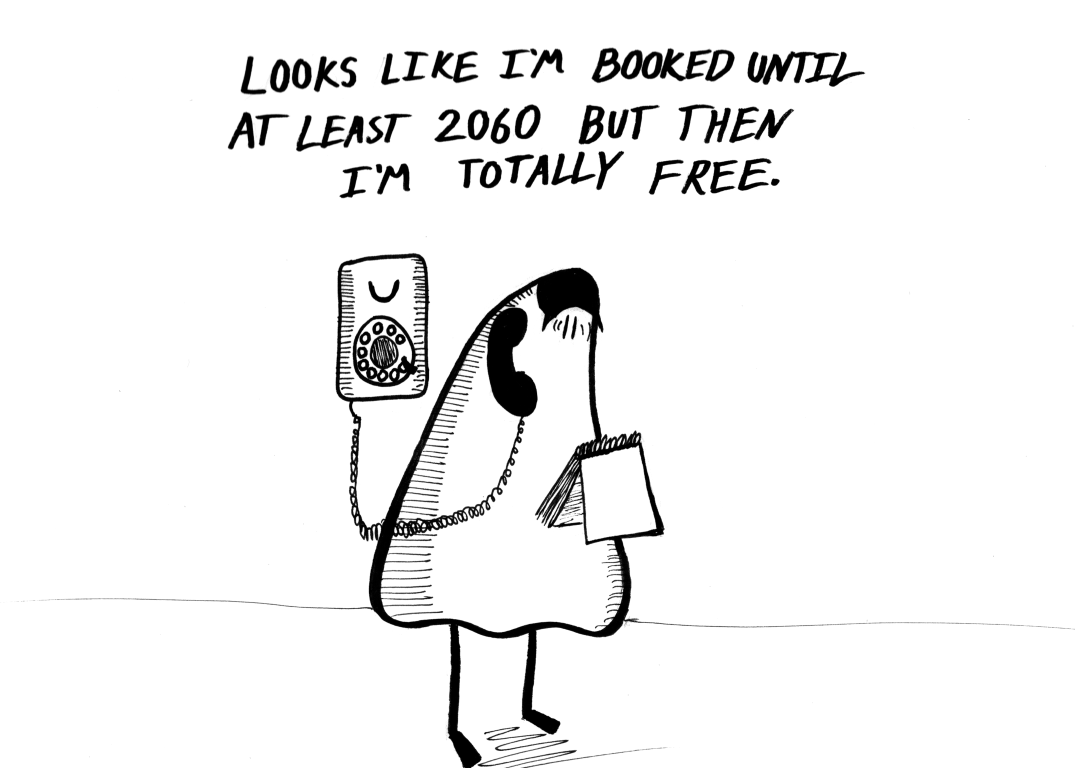 LOOKS LIKE I'M BOOKED UNTIL
AT LEAST 2060 BUT THEN
I'M TOTALLY FREE.